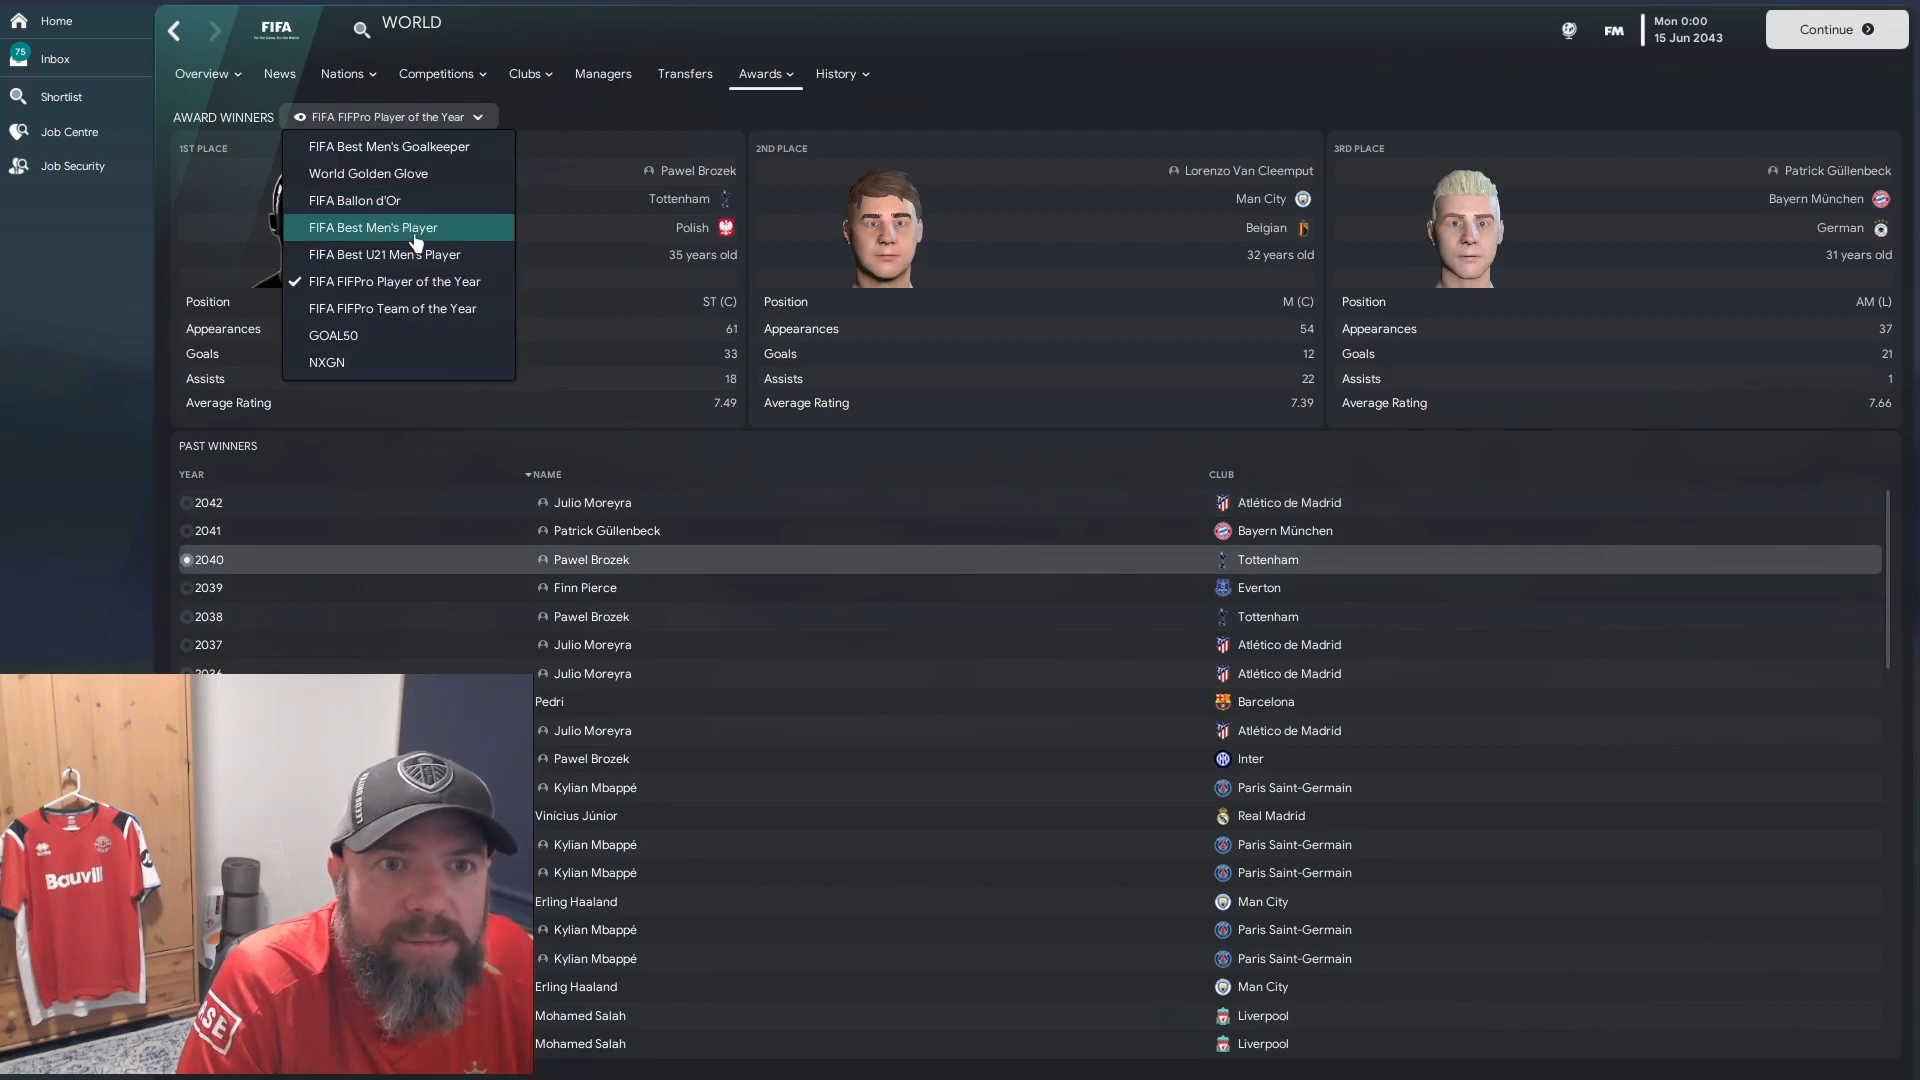 Home
FIFA
For the Game. For the World.
WORLD
FM
Mon 0:00
15 Jun 2043
Continue
75
Inbox
Overview
News
Nations
Competitions
Clubs
Managers
Transfers
Awards
History
Shortlist
Job Centre
Job Security
AWARD WINNERS
FIFA FIFPro Player of the Year
FIFA Best Men's Goalkeeper
World Golden Glove
FIFA Ballon d'Or
FIFA Best Men's Player
FIFA Best U21 Men's Player
FIFA FIFPro Player of the Year
FIFA FIFPro Team of the Year
GOAL50
NXGN
1ST PLACE
Pawel Brozek
Tottenham
Polish
35 years old
Position ST (C)
Appearances 61
Goals 33
Assists 18
Average Rating 7.49
2ND PLACE
Lorenzo Van Cleemput
Man City
Belgian
32 years old
Position M (C)
Appearances 54
Goals 12
Assists 22
Average Rating 7.39
3RD PLACE
Patrick Güllenbeck
Bayern München
German
31 years old
Position AM (L)
Appearances 37
Goals 21
Assists 1
Average Rating 7.66
PAST WINNERS
YEAR NAME CLUB
2042 Julio Moreyra Atlético de Madrid
2041 Patrick Güllenbeck Bayern München
2040 Pawel Brozek Tottenham
2039 Finn Pierce Everton
2038 Pawel Brozek Tottenham
2037 Julio Moreyra Atlético de Madrid
2036 Julio Moreyra Atlético de Madrid
Pedri Barcelona
Julio Moreyra Atlético de Madrid
Pawel Brozek Inter
Kylian Mbappé Paris Saint-Germain
Vinícius Júnior Real Madrid
Kylian Mbappé Paris Saint-Germain
Kylian Mbappé Paris Saint-Germain
Erling Haaland Man City
Kylian Mbappé Paris Saint-Germain
Kylian Mbappé Paris Saint-Germain
Erling Haaland Man City
Mohamed Salah Liverpool
Mohamed Salah Liverpool
LEEDS UNITED
Bauvill